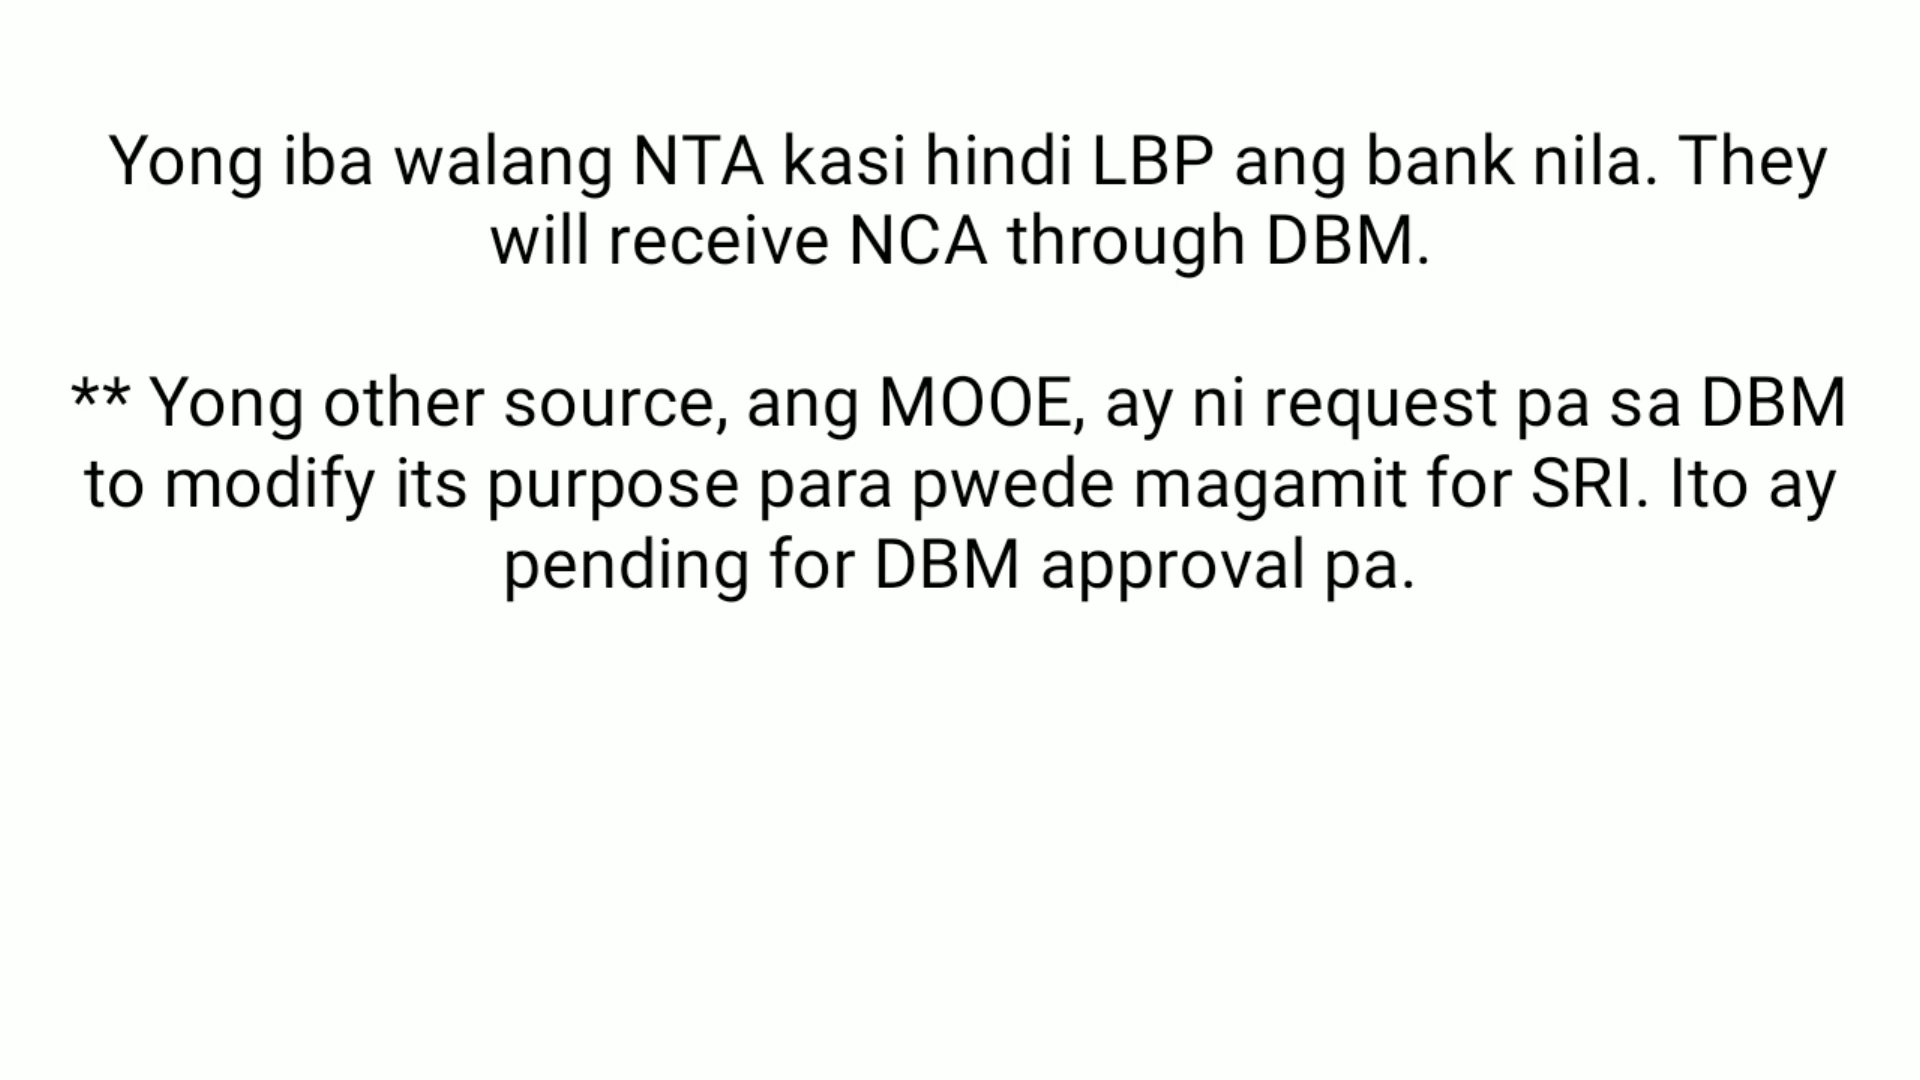 Yong iba walang NTA kasi hindi LBP ang bank nila. They
will receive NCA through DBM.
** Yong other source, ang MOOE, ay ni request pa sa DBM
to modify its purpose para pwede magamit for SRI. Ito ay
pending for DBM approval pa.